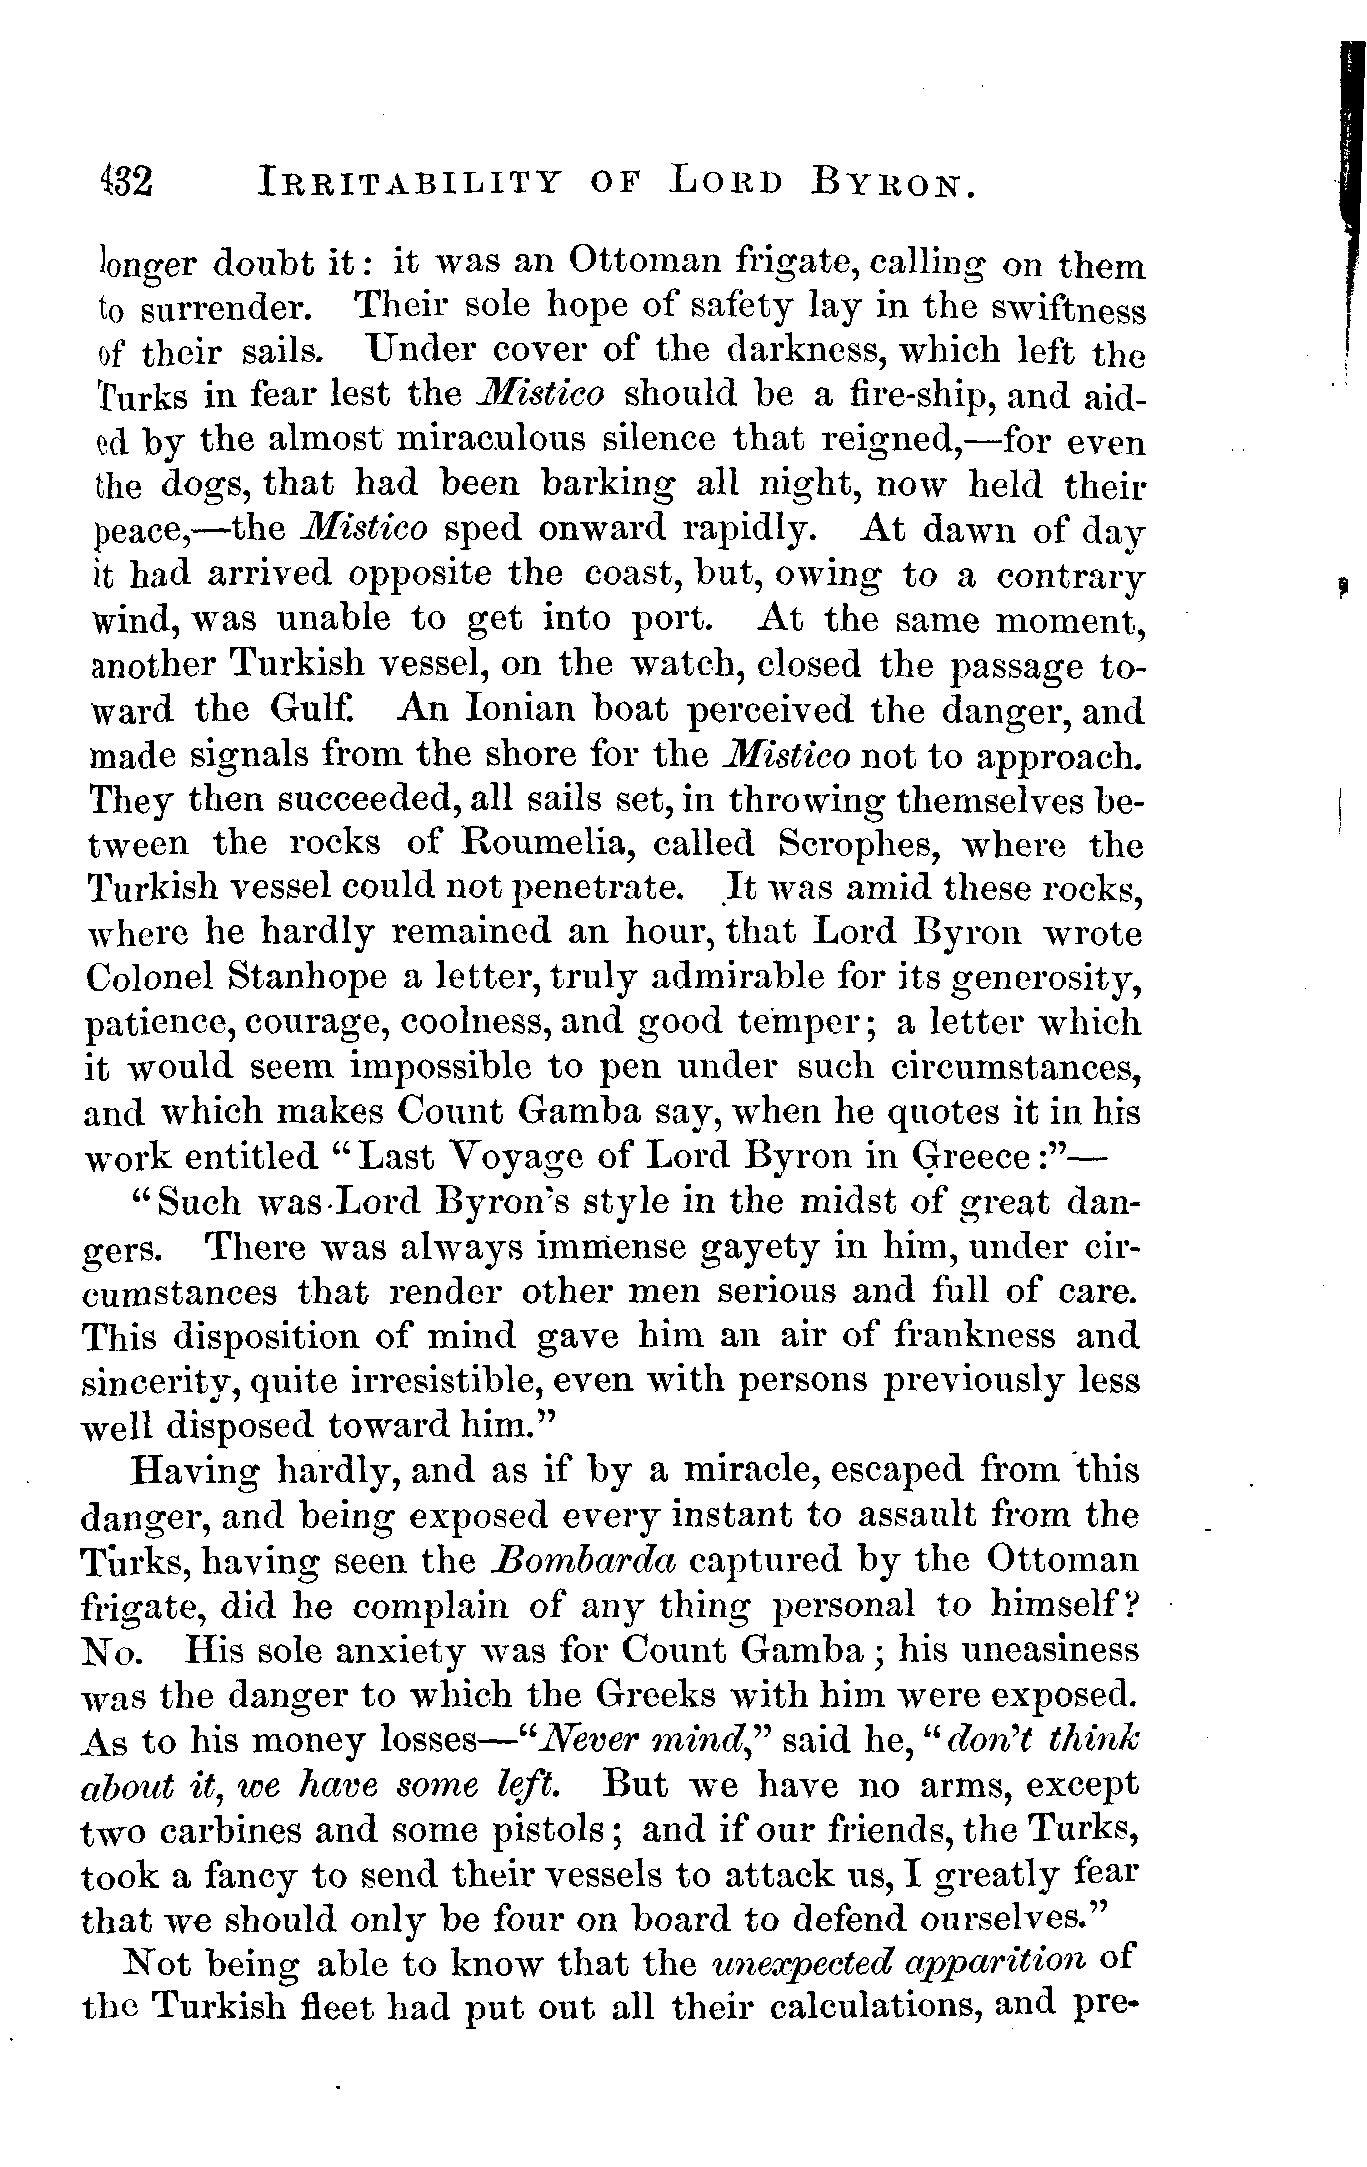 432 IRRITABILITY OF LORD BYRON.
longer doubt it: it was an Ottoman frigate, calling on them
to surrender. Their sole hope of safety lay in the swiftness
of their sails. Under cover of the darkness, which left the
Turks in fear lest the Mistico should be a fire-ship, and aid-
ed by the almost miraculous silence that reigned,—for even
the dogs, that had been barking all night, now held their
peace,—the Mistico sped onward rapidly. At dawn of day
it had arrived opposite the coast, but, owing to a contrary
wind, was unable to get into port. At the same moment,
another Turkish vessel, on the watch, closed the passage to-
ward the Gulf. An Ionian boat perceived the danger, and
made signals from the shore for the Mistico not to approach.
They then succeeded, all sails set, in throwing themselves be-
tween the rocks of Roumelia, called Scrophes, where the
Turkish vessel could not penetrate. It was amid these rocks,
where he hardly remained an hour, that Lord Byron wrote
Colonel Stanhope a letter, truly admirable for its generosity,
patience, courage, coolness, and good temper; a letter which
it would seem impossible to pen under such circumstances,
and which makes Count Gamba say, when he quotes it in his
work entitled "Last Voyage of Lord Byron in Greece:"—
"Such was Lord Byron's style in the midst of great dan-
gers. There was always immense gayety in him, under cir-
cumstances that render other men serious and full of care.
This disposition of mind gave him an air of frankness and
sincerity, quite irresistible, even with persons previously less
well disposed toward him."
Having hardly, and as if by a miracle, escaped from this
danger, and being exposed every instant to assault from the
Turks, having seen the Bombarda captured by the Ottoman
frigate, did he complain of any thing personal to himself?
No. His sole anxiety was for Count Gamba; his uneasiness
was the danger to which the Greeks with him were exposed.
As to his money losses—"Never mind," said he, "don't think
about it, we have some left. But we have no arms, except
two carbines and some pistols; and if our friends, the Turks,
took a fancy to send their vessels to attack us, I greatly fear
that we should only be four on board to defend ourselves."
Not being able to know that the unexpected apparition of
the Turkish fleet had put out all their calculations, and pre-